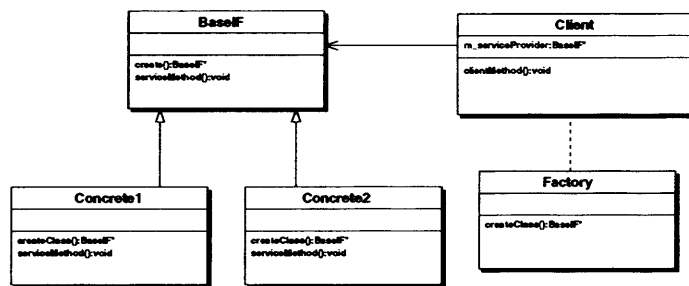 BaseIF
create():BaseIF*
serviceMethod():void
Client
m_serviceProvider:BaseIF*
clientMethod():void
Concrete1
createClass():BaseIF*
serviceMethod():void
Concrete2
createClass():BaseIF*
serviceMethod():void
Factory
createClass():BaseIF*